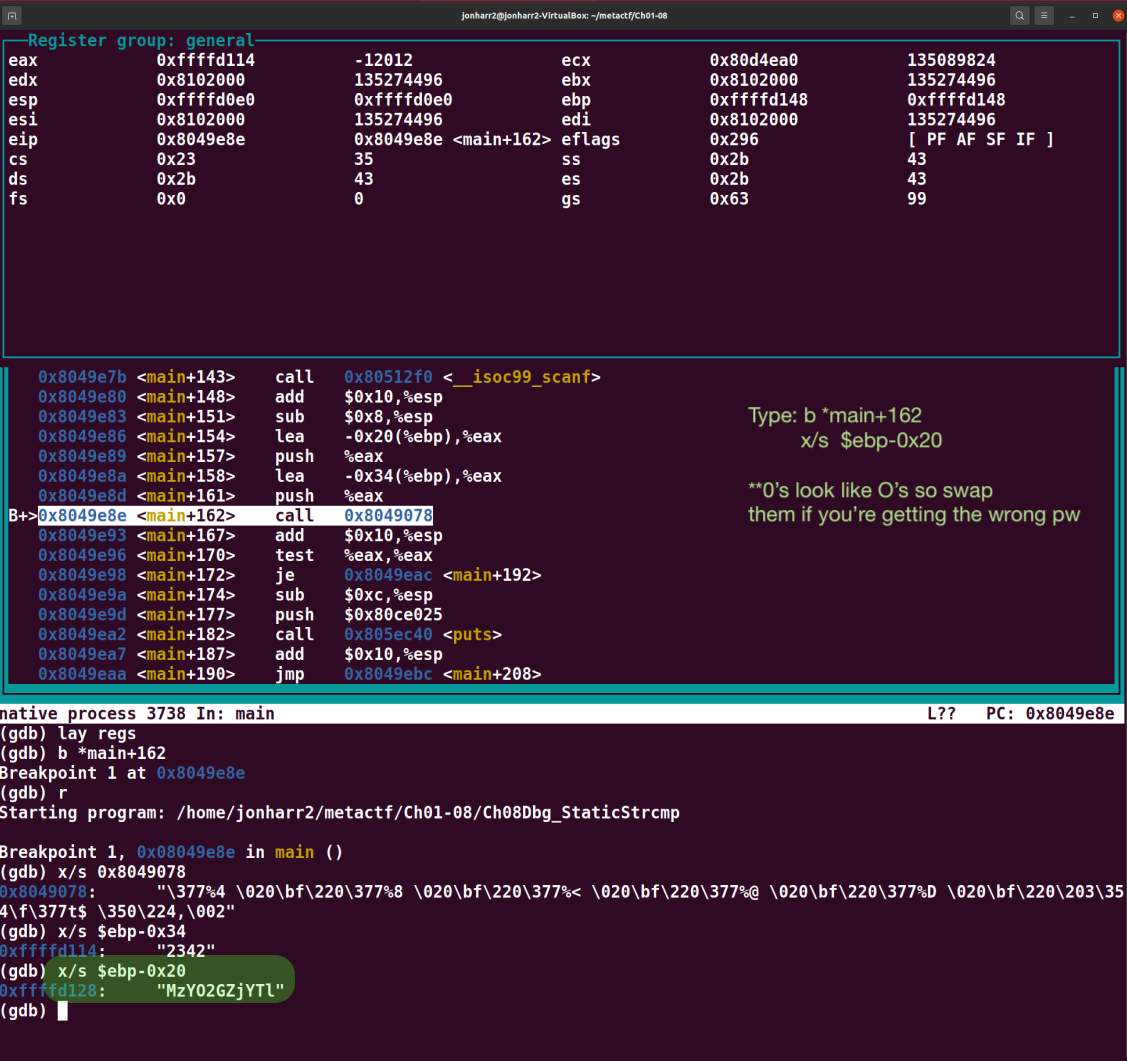 jonharr2@jonharr2-VirtualBox: ~/metactf/Ch01-08
Register group: general
eax 0xffffd114 -12012 ecx 0x80d4ea0 135089824
edx 0x8102000 135274496 ebx 0x8102000 135274496
esp 0xffffd0e0 0xffffd0e0 ebp 0xffffd148 0xffffd148
esi 0x8102000 135274496 edi 0x8102000 135274496
eip 0x8049e8e 0x8049e8e <main+162> eflags 0x296 [ PF AF SF IF ]
cs 0x23 35 ss 0x2b 43
ds 0x2b 43 es 0x2b 43
fs 0x0 0 gs 0x63 99
0x8049e7b <main+143> call 0x80512f0 <__isoc99_scanf>
0x8049e80 <main+148> add $0x10,%esp
0x8049e83 <main+151> sub $0x8,%esp
0x8049e86 <main+154> lea -0x20(%ebp),%eax
0x8049e89 <main+157> push %eax
0x8049e8a <main+158> lea -0x34(%ebp),%eax
0x8049e8d <main+161> push %eax
B+>0x8049e8e <main+162> call 0x8049078
0x8049e93 <main+167> add $0x10,%esp
0x8049e96 <main+170> test %eax,%eax
0x8049e98 <main+172> je 0x8049eac <main+192>
0x8049e9a <main+174> sub $0xc,%esp
0x8049e9d <main+177> push $0x80ce025
0x8049ea2 <main+182> call 0x805ec40 <puts>
0x8049ea7 <main+187> add $0x10,%esp
0x8049eaa <main+190> jmp 0x8049ebc <main+208>
Type: b *main+162
x/s $ebp-0x20
**0's look like O's so swap
them if you're getting the wrong pw
native process 3738 In: main L?? PC: 0x8049e8e
(gdb) lay regs
(gdb) b *main+162
Breakpoint 1 at 0x8049e8e
(gdb) r
Starting program: /home/jonharr2/metactf/Ch01-08/Ch08Dbg_StaticStrcmp
Breakpoint 1, 0x08049e8e in main ()
(gdb) x/s 0x8049078
0x8049078: "\377%4 \020\bf\220\377%8 \020\bf\220\377%< \020\bf\220\377%@ \020\bf\220\377%D \020\bf\220\203\35
4\f\377t$ \350\224,\002"
(gdb) x/s $ebp-0x34
0xffffd114: "2342"
(gdb) x/s $ebp-0x20
0xffffd128: "MzYO2GZjYTl"
(gdb)